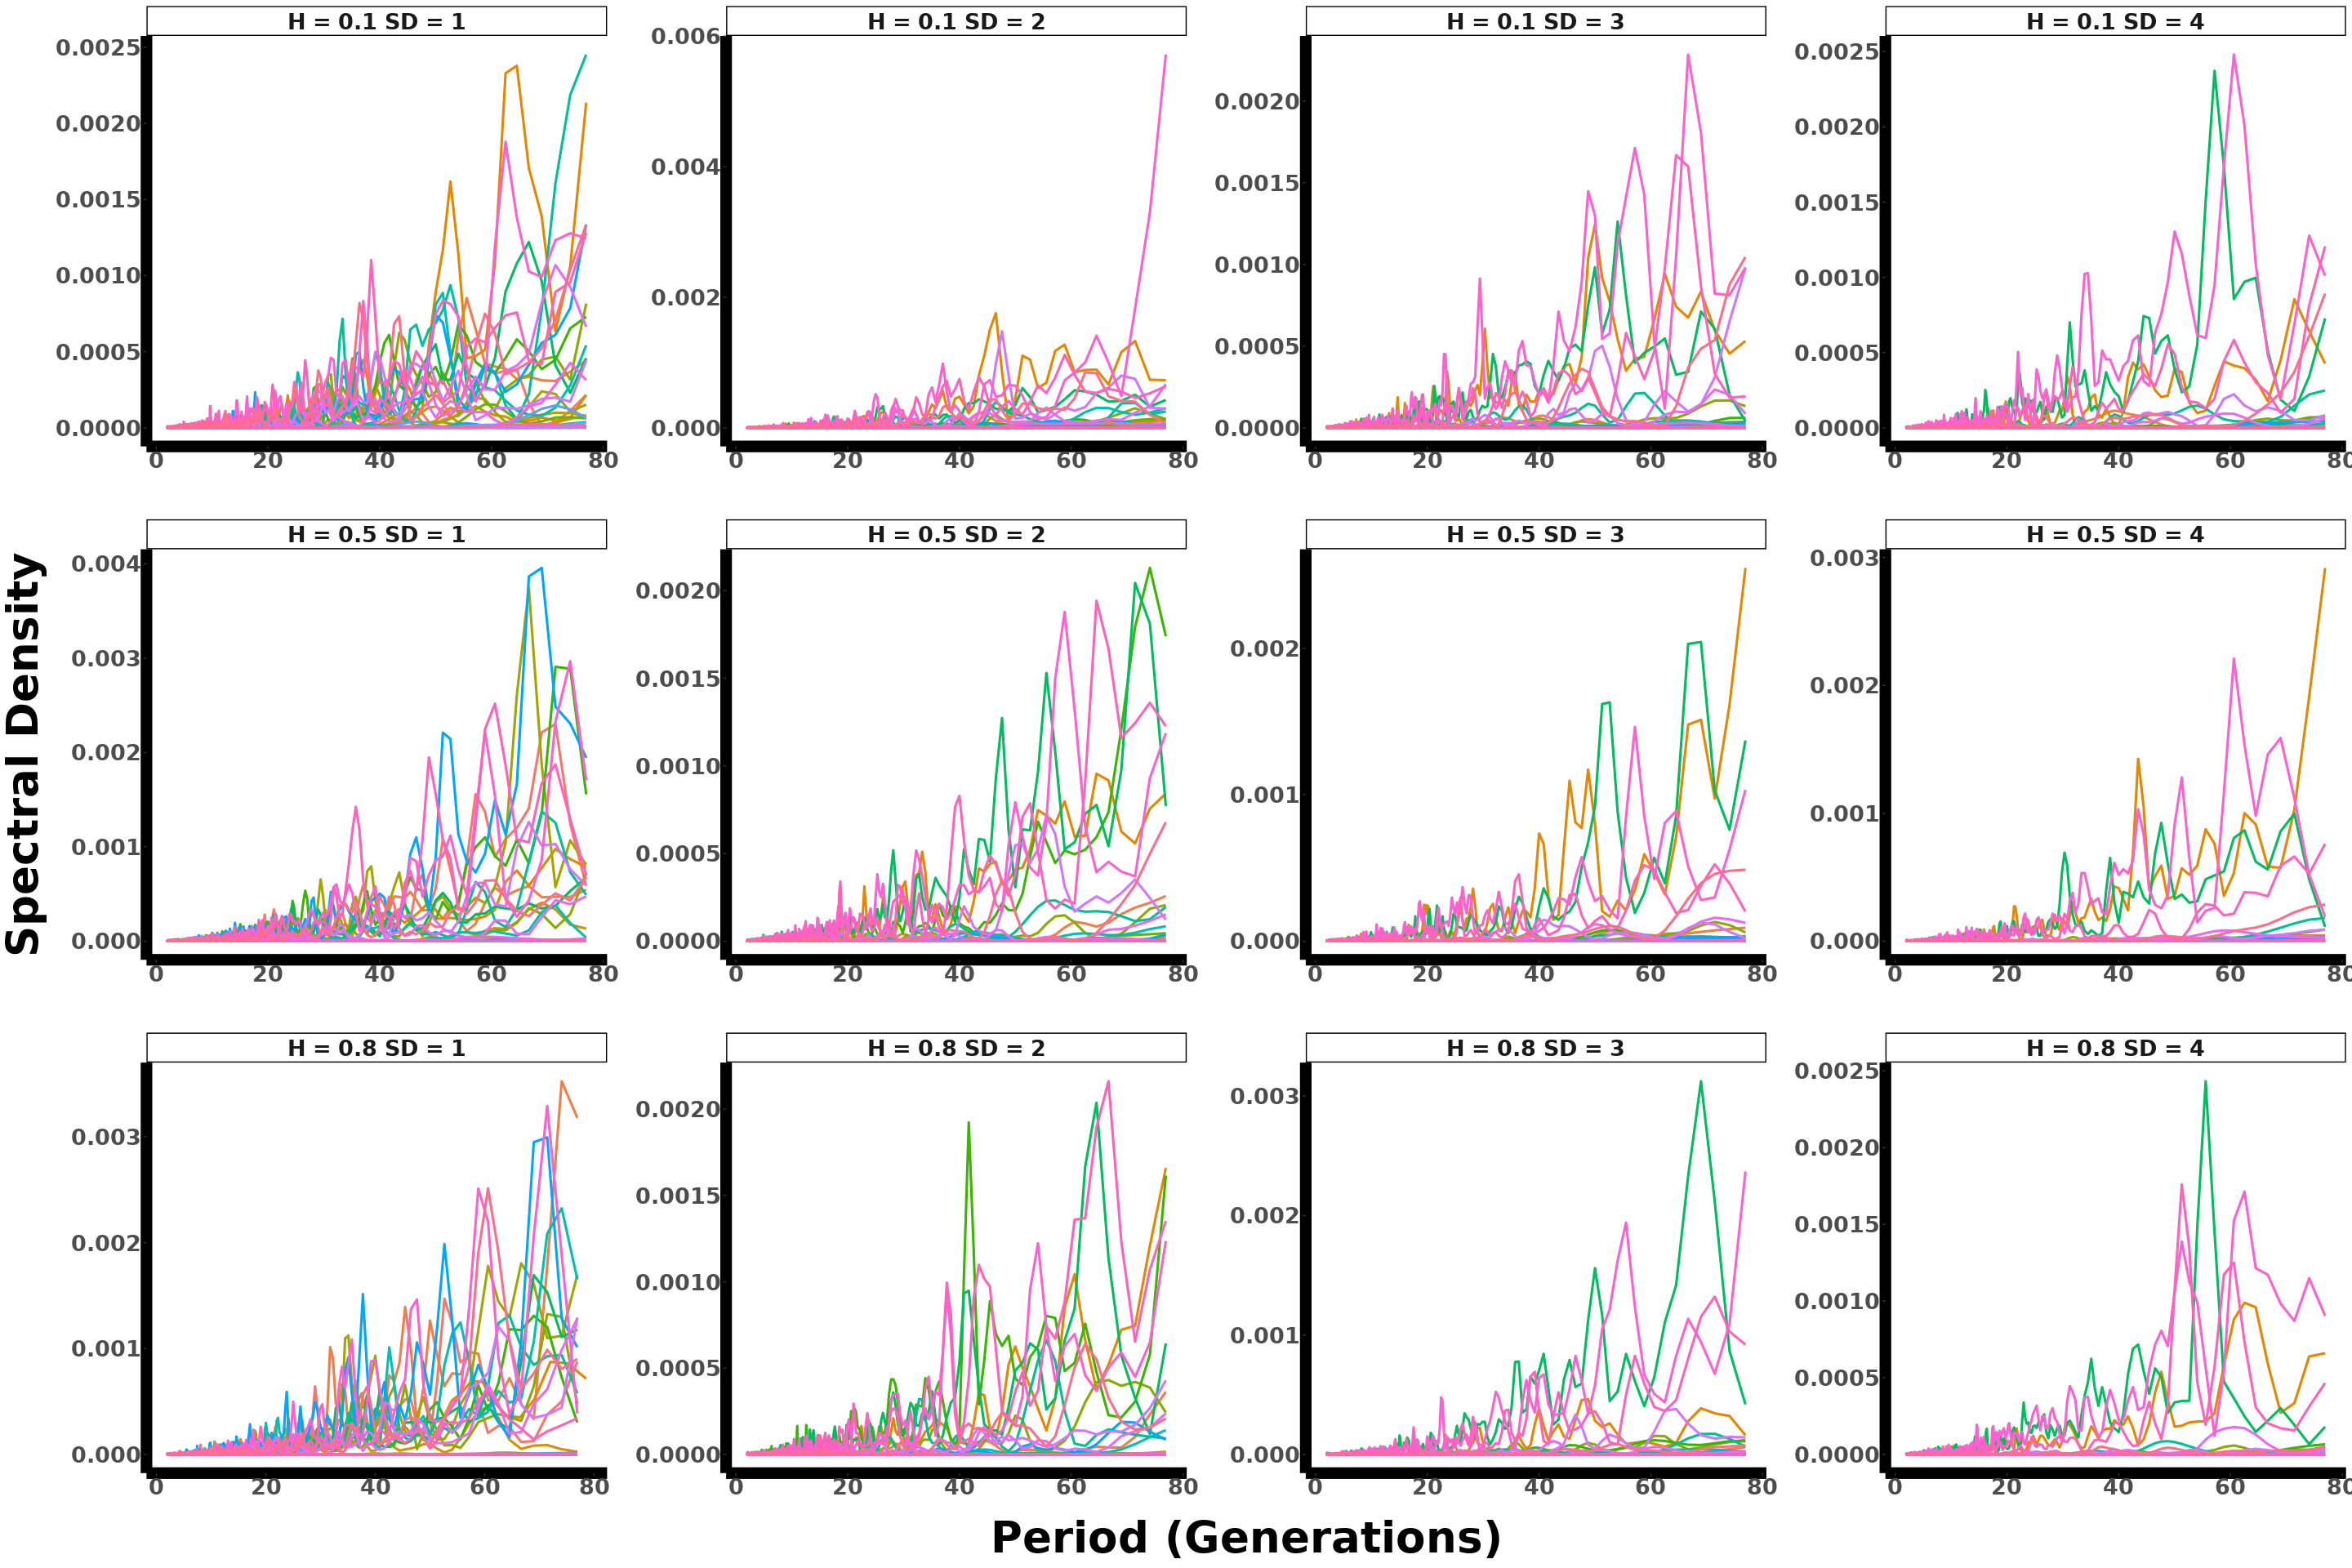 H = 0.1 SD = 1
H = 0.1 SD = 2
H = 0.1 SD = 3
H = 0.1 SD = 4
0.0025
0.0020
0.0015
0.0010
0.0005
0.0000
0.006
0.004
0.002
0.000
0.0020
0.0015
0.0010
0.0005
0.0000
0.0025
0.0020
0.0015
0.0010
0.0005
0.0000
0 20 40 60 80
0 20 40 60 80
0 20 40 60 80
0 20 40 60 80
Spectral Density
H = 0.5 SD = 1
H = 0.5 SD = 2
H = 0.5 SD = 3
H = 0.5 SD = 4
0.004
0.003
0.002
0.001
0.000
0.0020
0.0015
0.0010
0.0005
0.0000
0.002
0.001
0.000
0.003
0.002
0.001
0.000
0 20 40 60 80
0 20 40 60 80
0 20 40 60 80
0 20 40 60 80
H = 0.8 SD = 1
H = 0.8 SD = 2
H = 0.8 SD = 3
H = 0.8 SD = 4
0.003
0.002
0.001
0.000
0.0020
0.0015
0.0010
0.0005
0.0000
0.003
0.002
0.001
0.000
0.0025
0.0020
0.0015
0.0010
0.0005
0.0000
0 20 40 60 80
0 20 40 60 80
0 20 40 60 80
0 20 40 60 80
Period (Generations)